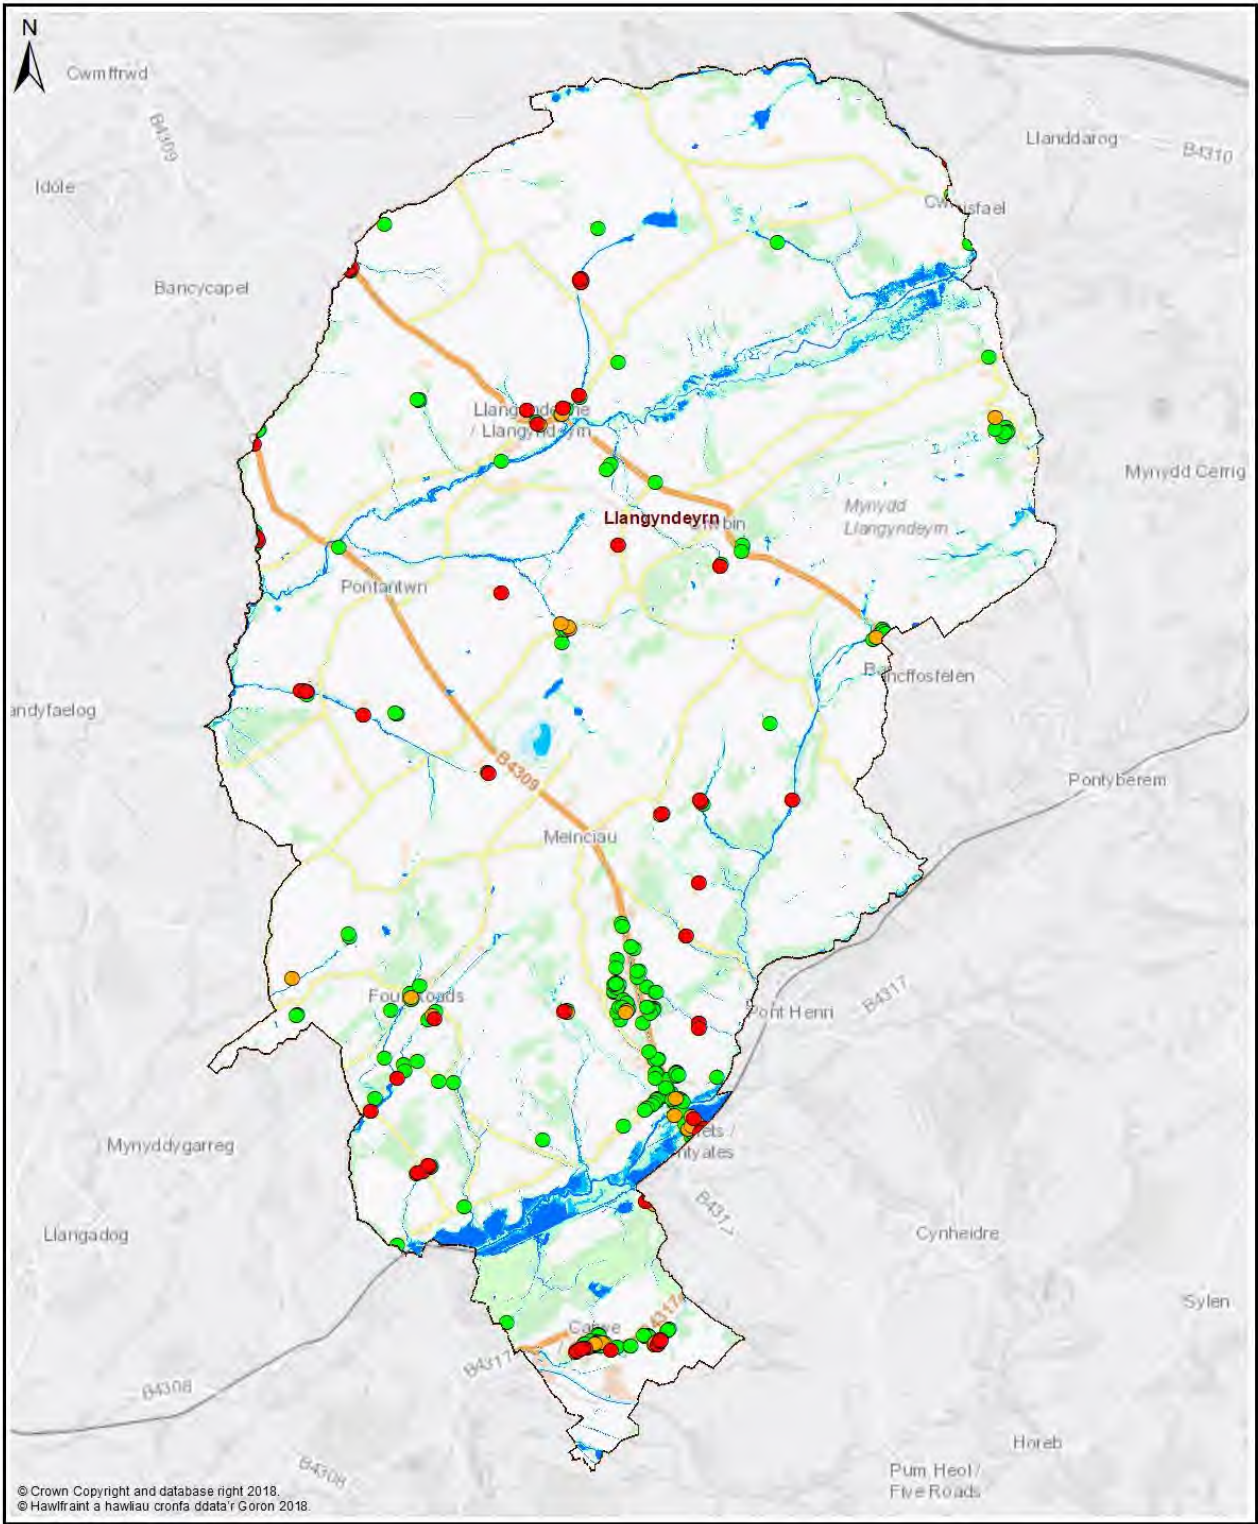 N
Cwmffrwd
B4309
Llanddarog
B4310
Idole
Bancycapel
Mynydd Cerrig
Mynydd
Llangyndeyrn
Llangyndeyrn
Pontantwn
Bancffosfelen
B4309
Pontyberem
Meinciau
Four Roads
Pont Henri
B4317
Mynyddygarreg
Llangadog
Cynheidre
Sylen
B4317
B4317
B4308
Horeb
B4308
Pum Heol /
Five Roads
© Crown Copyright and database right 2018.
© Hawlfraint a hawliau cronfa ddata'r Goron 2018.